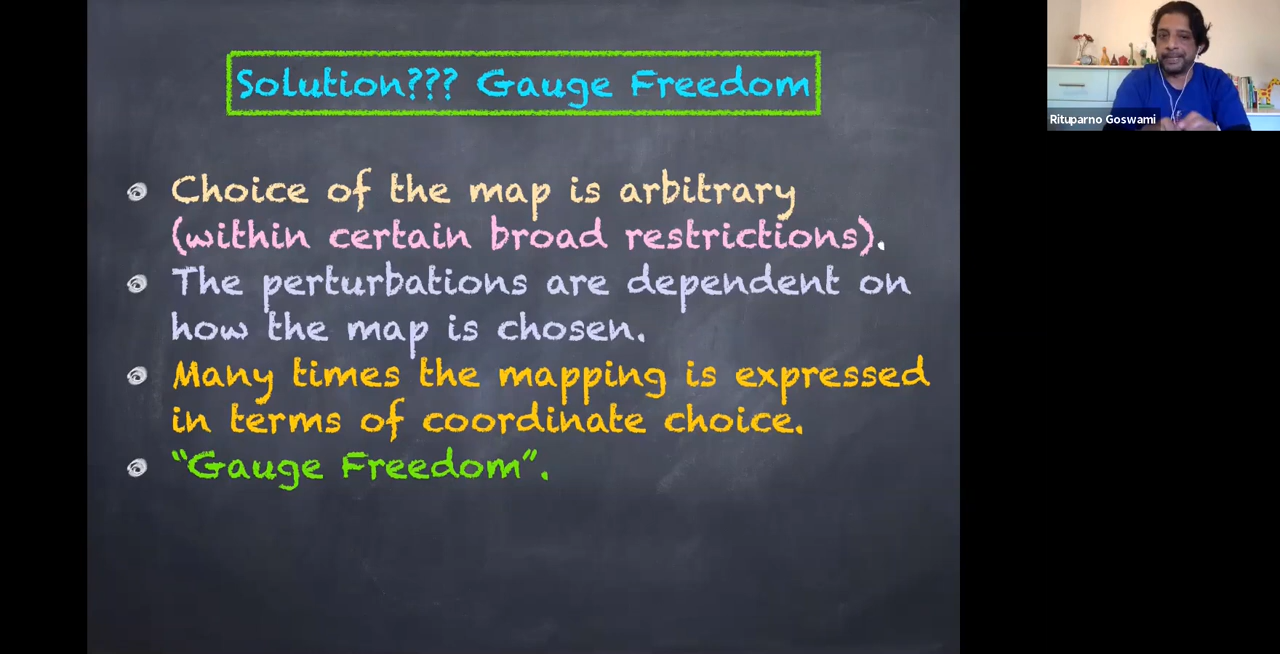 Solution??? Gauge Freedom
Choice of the map is arbitrary
(within certain broad restrictions).
The perturbations are dependent on
how the map is chosen.
Many times the mapping is expressed
in terms of coordinate choice.
“Gauge Freedom”.
Rituparno Goswami